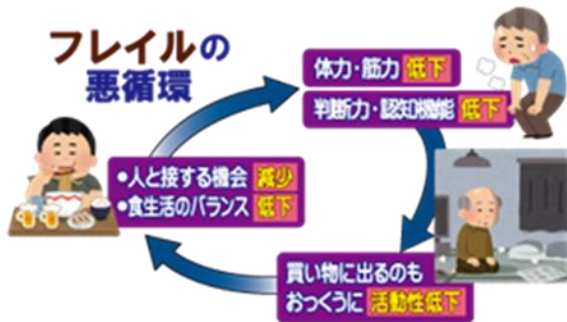 フレイルの
悪循環
体力・筋力 低下
判断力・認知機能 低下
•人と接する機会 減少
•食生活のバランス 低下
買い物に出るのも
おっくうに 活動性低下